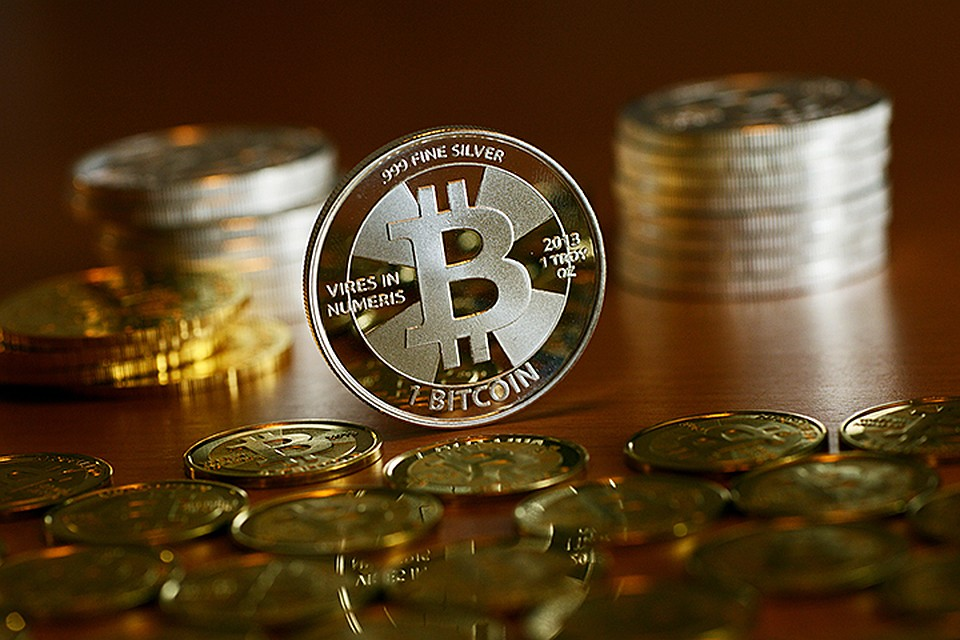 .999 FINE SILVER
VIRES IN
NUMERIS
2013
1 TROY
OZ
1 BITCOIN